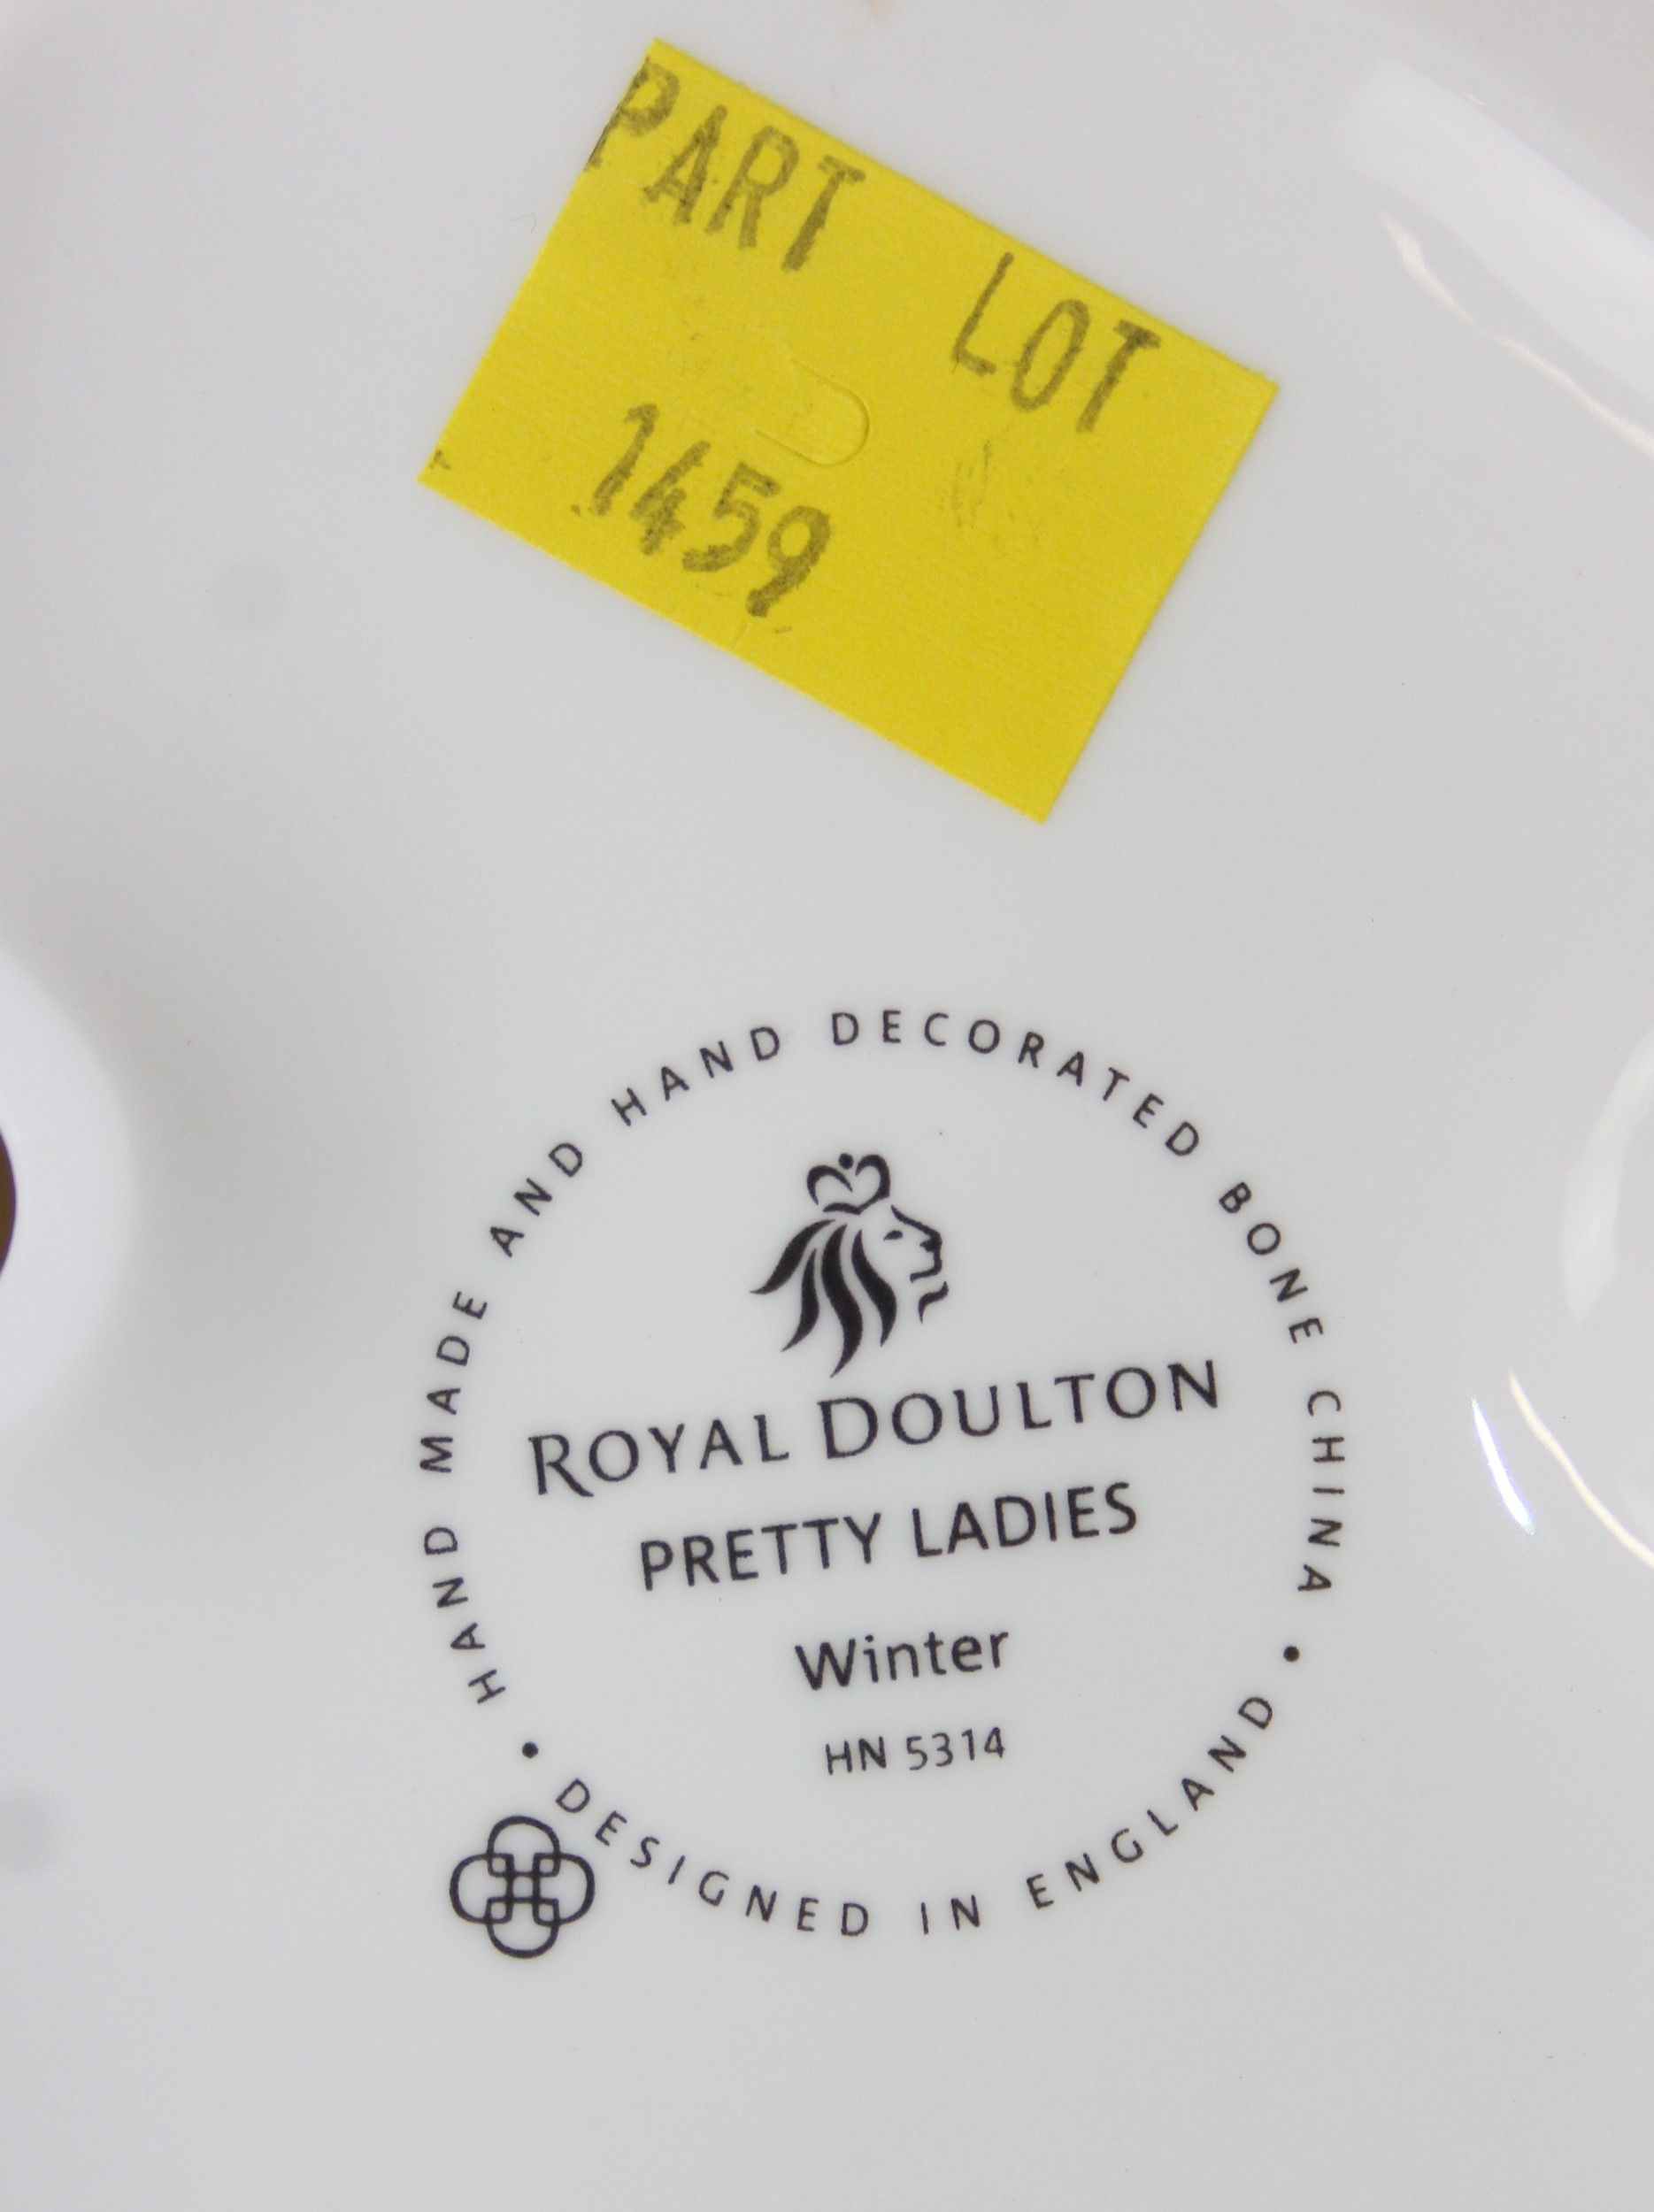 PART LOT
1459
HAND MADE AND HAND DECORATED BONE CHINA •
ROYAL DOULTON
PRETTY LADIES
Winter
HN 5314
DESIGNED IN ENGLAND •